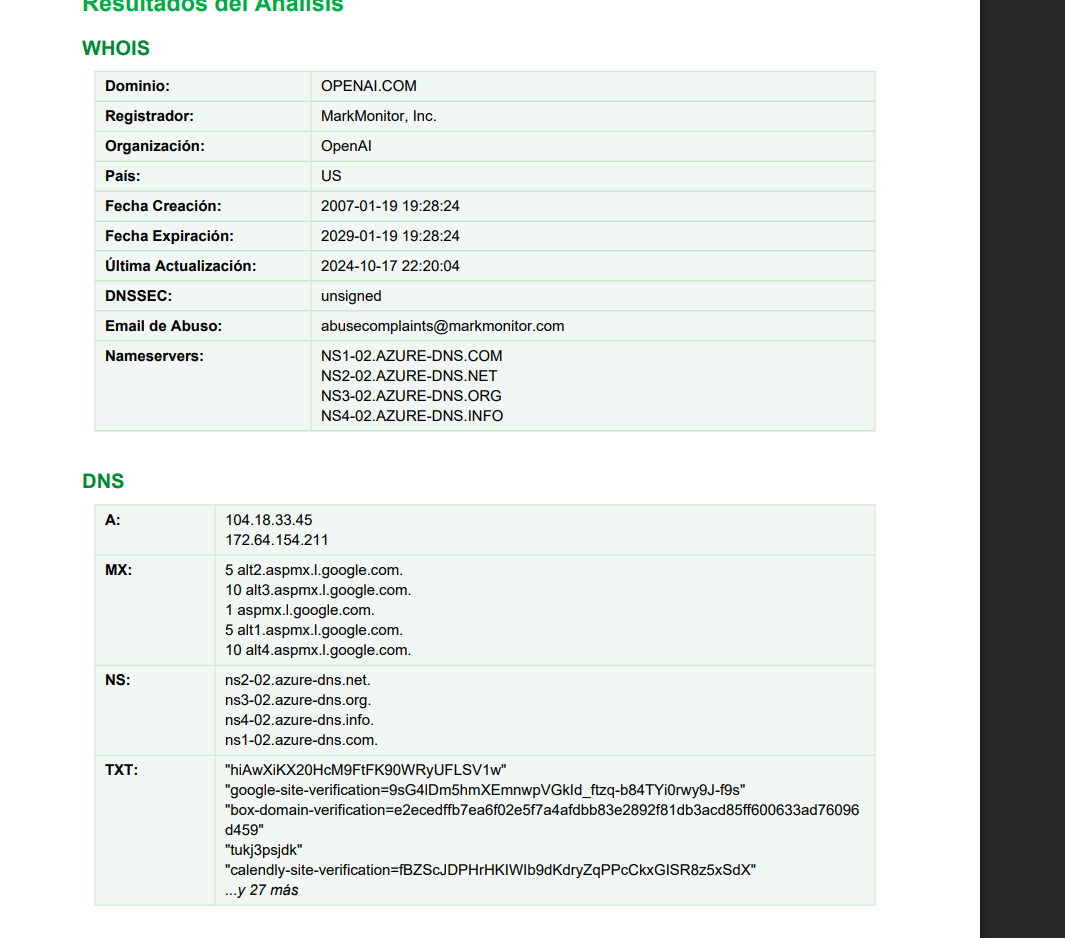 Resultados del Análisis
WHOIS
Dominio: OPENAI.COM
Registrador: MarkMonitor, Inc.
Organización: OpenAI
País: US
Fecha Creación: 2007-01-19 19:28:24
Fecha Expiración: 2029-01-19 19:28:24
Última Actualización: 2024-10-17 22:20:04
DNSSEC: unsigned
Email de Abuso: abusecomplaints@markmonitor.com
Nameservers: NS1-02.AZURE-DNS.COM
NS2-02.AZURE-DNS.NET
NS3-02.AZURE-DNS.ORG
NS4-02.AZURE-DNS.INFO
DNS
A: 104.18.33.45
172.64.154.211
MX: 5 alt2.aspmx.l.google.com.
10 alt3.aspmx.l.google.com.
1 aspmx.l.google.com.
5 alt1.aspmx.l.google.com.
10 alt4.aspmx.l.google.com.
NS: ns2-02.azure-dns.net.
ns3-02.azure-dns.org.
ns4-02.azure-dns.info.
ns1-02.azure-dns.com.
TXT: "hiAwXiKX20HcM9FtFK90WRyUFLSV1w"
"google-site-verification=9sG4lDm5hmXEmnwpVGkId_ftzq-b84TYi0rwy9J-f9s"
"box-domain-verification=e2ecedffb7ea6f02e5f7a4afdbb83e2892f81db3acd85ff600633ad76096
d459"
"tukj3psjdk"
"calendly-site-verification=fBZScJDPHrHKIWIb9dKdryZqPPcCkxGISR8z5xSdX"
...y 27 más